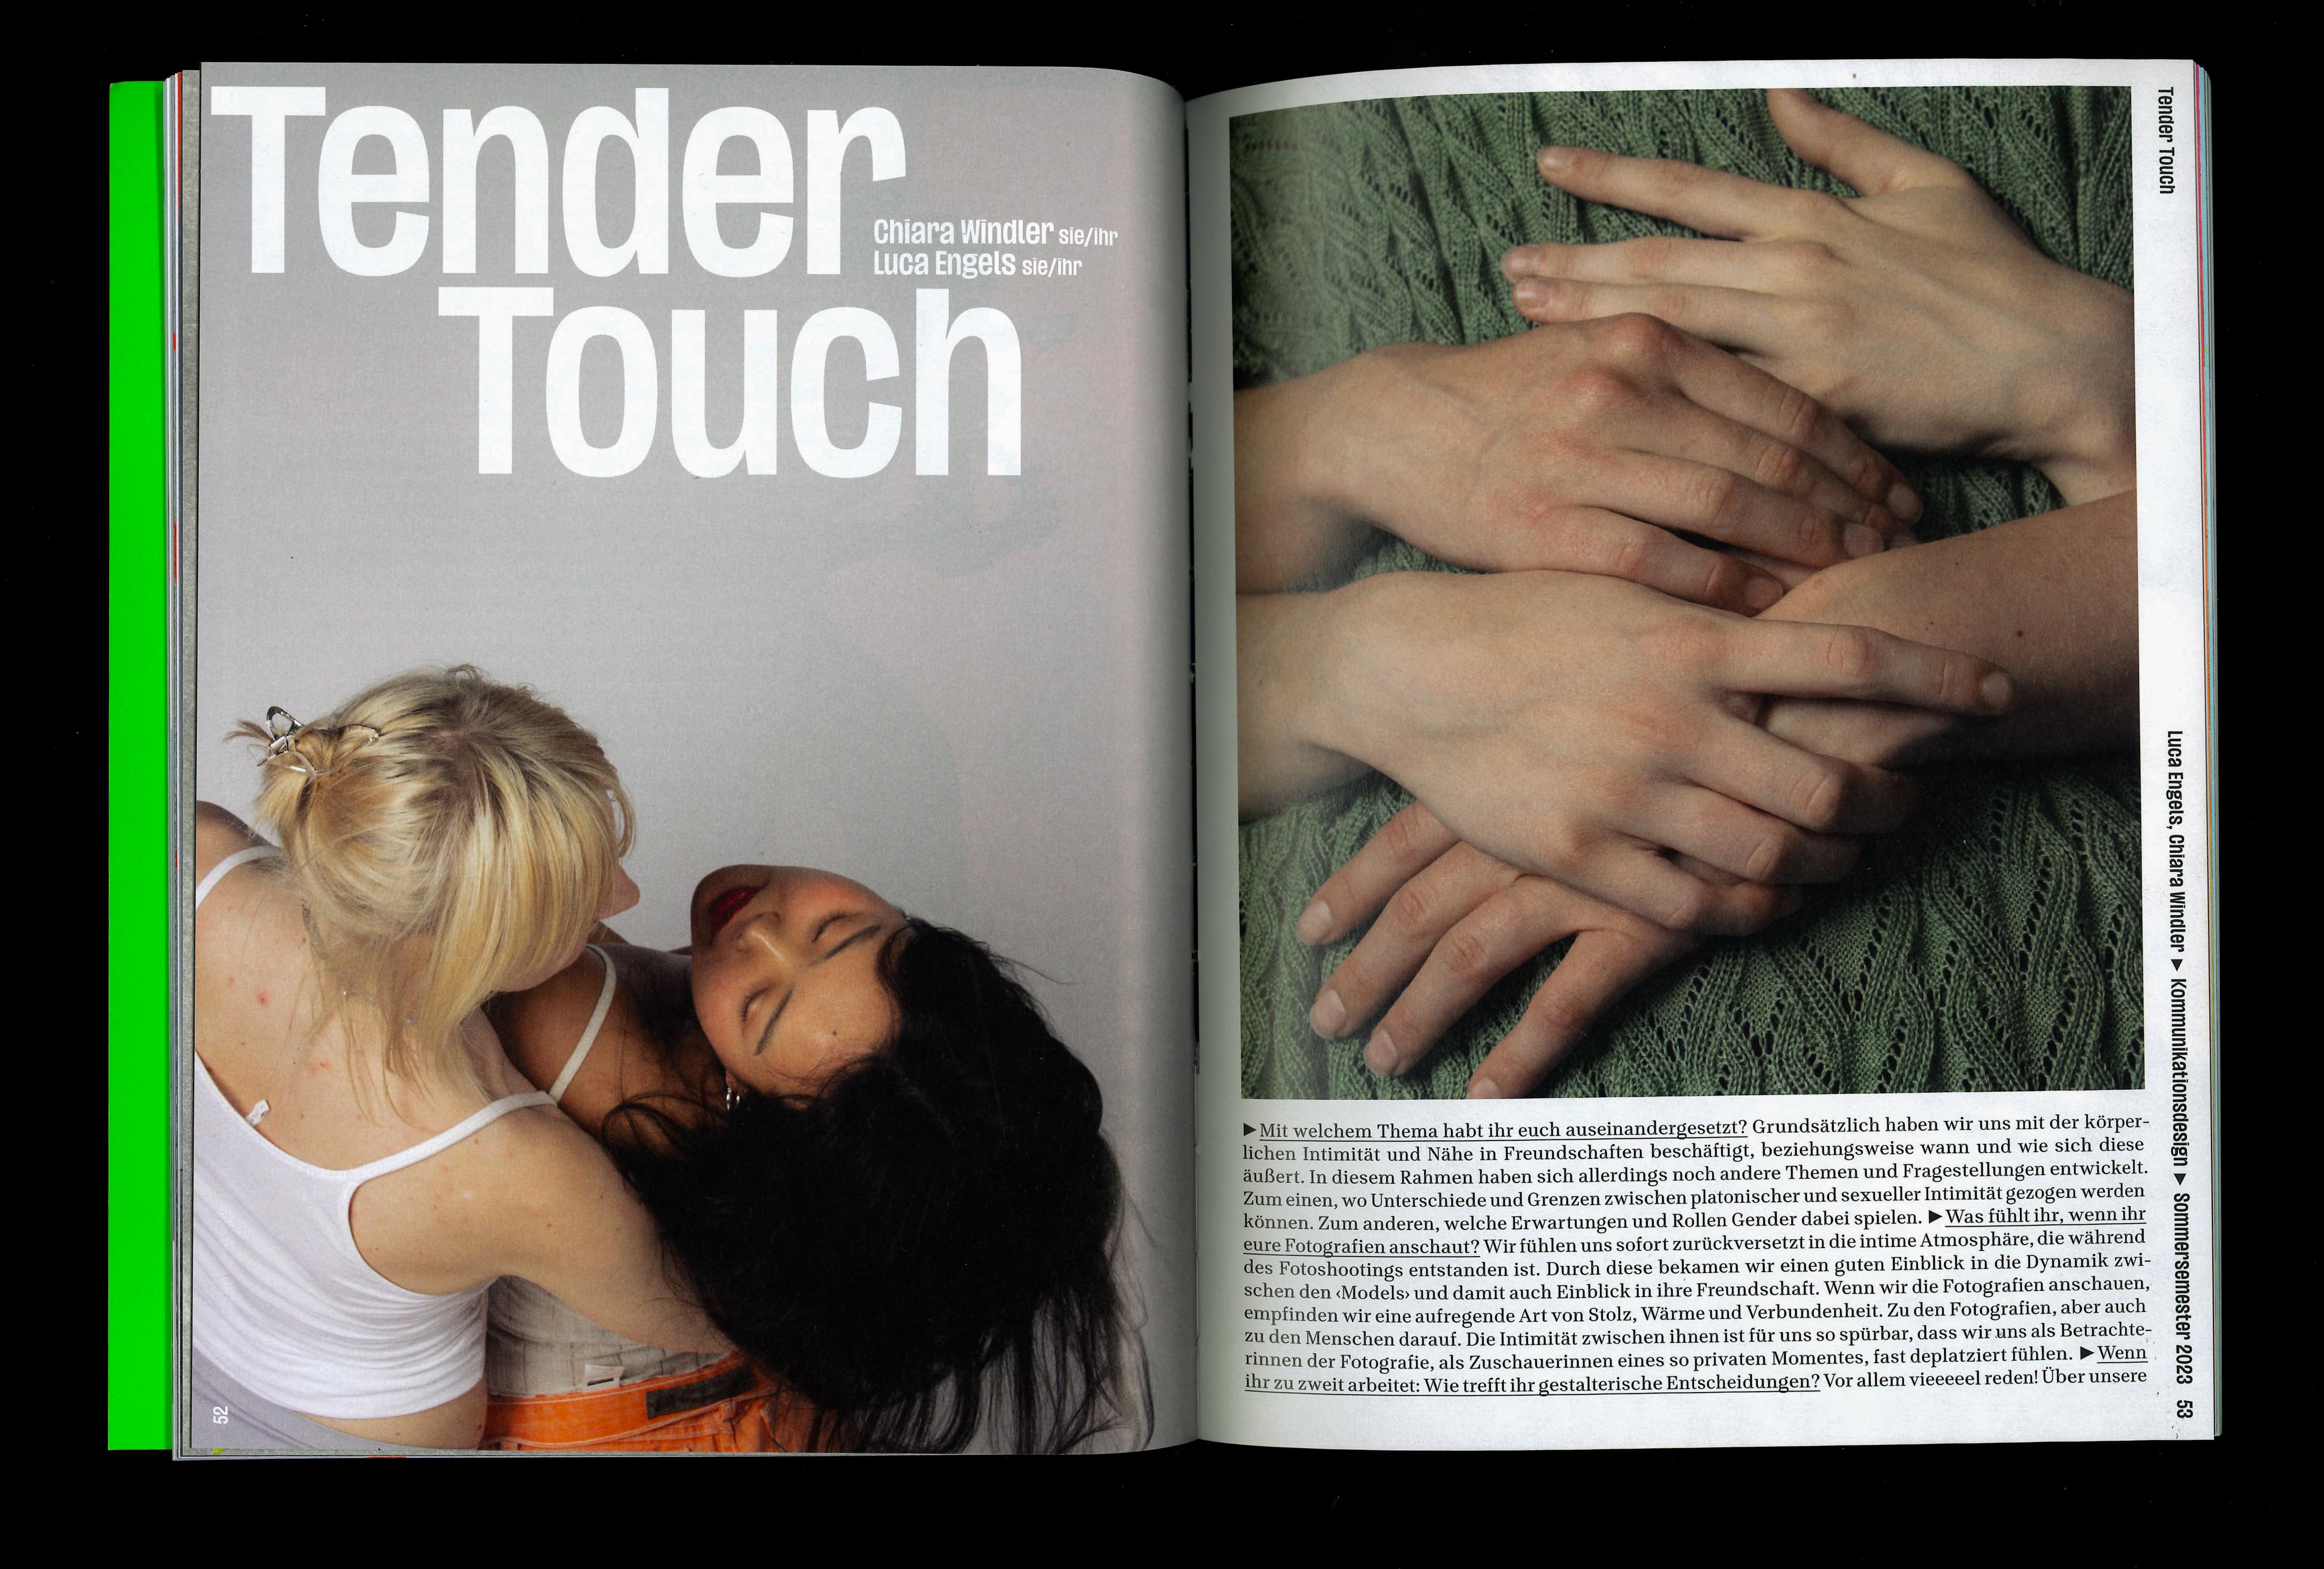 Tender
Chiara Windler sie/ihr
Luca Engels sie/ihr
Touch
52
Tender Touch
Luca Engels, Chiara Windler ▶ Kommunikationsdesign ▶ Sommersemester 2023 53
▶Mit welchem Thema habt ihr euch auseinandergesetzt? Grundsätzlich haben wir uns mit der körper-
lichen Intimität und Nähe in Freundschaften beschäftigt, beziehungsweise wann und wie sich diese
äußert. In diesem Rahmen haben sich allerdings noch andere Themen und Fragestellungen entwickelt.
Zum einen, wo Unterschiede und Grenzen zwischen platonischer und sexueller Intimität gezogen werden
können. Zum anderen, welche Erwartungen und Rollen Gender dabei spielen. ▶Was fühlt ihr, wenn ihr
eure Fotografien anschaut? Wir fühlen uns sofort zurückversetzt in die intime Atmosphäre, die während
des Fotoshootings entstanden ist. Durch diese bekamen wir einen guten Einblick in die Dynamik zwi-
schen den ‹Models› und damit auch Einblick in ihre Freundschaft. Wenn wir die Fotografien anschauen,
empfinden wir eine aufregende Art von Stolz, Wärme und Verbundenheit. Zu den Fotografien, aber auch
zu den Menschen darauf. Die Intimität zwischen ihnen ist für uns so spürbar, dass wir uns als Betrachte-
rinnen der Fotografie, als Zuschauerinnen eines so privaten Momentes, fast deplatziert fühlen. ▶Wenn
ihr zu zweit arbeitet: Wie trefft ihr gestalterische Entscheidungen? Vor allem vieeeeel reden! Über unsere